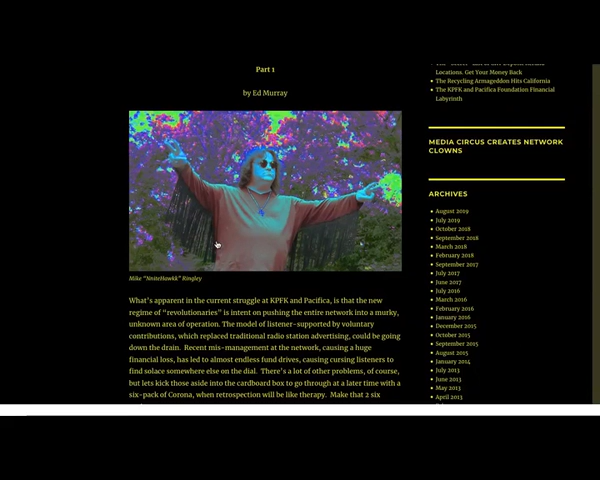 Part 1
by Ed Murray
Mike "NniteHawkk" Ringley
What's apparent in the current struggle at KPFK and Pacifica, is that the new
regime of "revolutionaries" is intent on pushing the entire network into a murky,
unknown area of operation. The model of listener-supported by voluntary
contributions, which replaced traditional radio station advertising, could be going
down the drain. Recent mis-management at the network, causing a huge
financial loss, has led to almost endless fund drives, causing cursing listeners to
find solace somewhere else on the dial. There's a lot of other problems, of course,
but lets kick those aside into the cardboard box to go through at a later time with a
six-pack of Corona, when retrospection will be like therapy. Make that 2 six
Locations. Get Your Money Back
The Recycling Armageddon Hits California
The KPFK and Pacifica Foundation Financial
Labyrinth
MEDIA CIRCUS CREATES NETWORK
CLOWNS
ARCHIVES
August 2019
July 2019
October 2018
September 2018
March 2018
February 2018
September 2017
July 2017
June 2017
July 2016
March 2016
February 2016
January 2016
December 2015
October 2015
September 2015
August 2015
January 2014
July 2013
June 2013
May 2013
April 2013